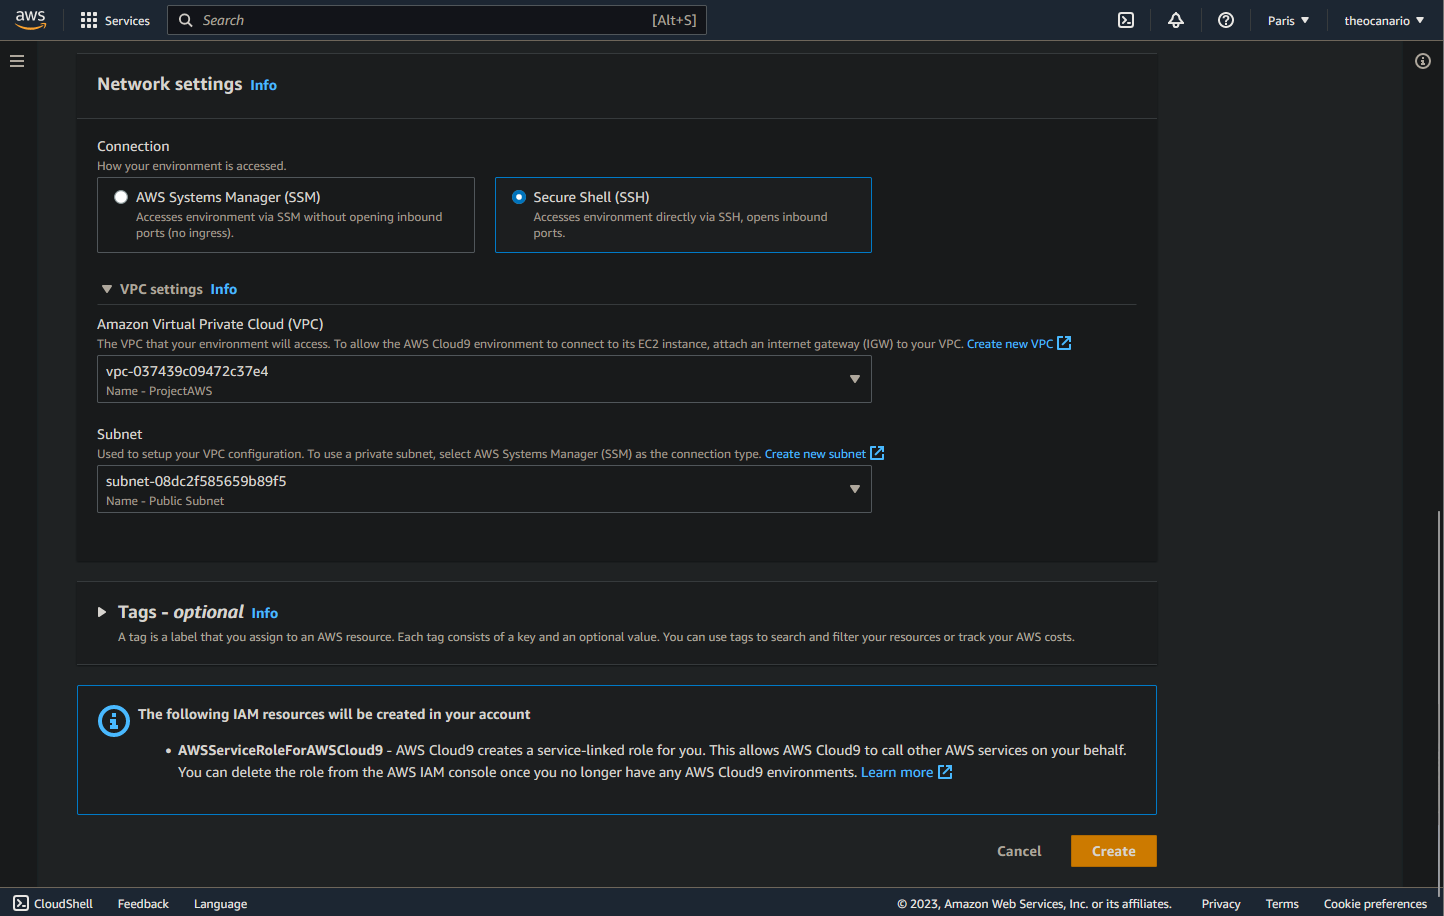 aws
Services
Search [Alt+S]
Paris
theocanario
Network settings Info
Connection
How your environment is accessed.
AWS Systems Manager (SSM)
Accesses environment via SSM without opening inbound
ports (no ingress).
Secure Shell (SSH)
Accesses environment directly via SSH, opens inbound
ports.
VPC settings Info
Amazon Virtual Private Cloud (VPC)
The VPC that your environment will access. To allow the AWS Cloud9 environment to connect to its EC2 instance, attach an internet gateway (IGW) to your VPC. Create new VPC
vpc-037439c09472c37e4
Name - ProjectAWS
Subnet
Used to setup your VPC configuration. To use a private subnet, select AWS Systems Manager (SSM) as the connection type. Create new subnet
subnet-08dc2f585659b89f5
Name - Public Subnet
Tags - optional Info
A tag is a label that you assign to an AWS resource. Each tag consists of a key and an optional value. You can use tags to search and filter your resources or track your AWS costs.
The following IAM resources will be created in your account
• AWSServiceRoleForAWSCloud9 - AWS Cloud9 creates a service-linked role for you. This allows AWS Cloud9 to call other AWS services on your behalf.
You can delete the role from the AWS IAM console once you no longer have any AWS Cloud9 environments. Learn more
Cancel
Create
CloudShell
Feedback
Language
© 2023, Amazon Web Services, Inc. or its affiliates.
Privacy
Terms
Cookie preferences